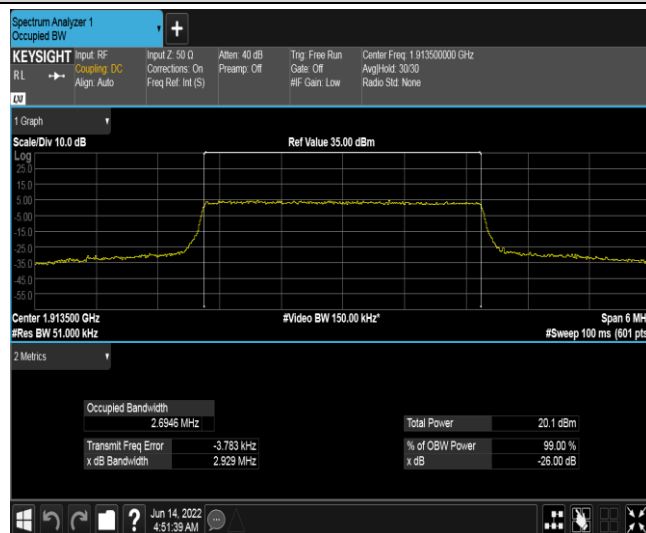 Spectrum Analyzer 1
Occupied BW
+
KEYSIGHT Input: RF Input Z: 50 Ω Atten: 40 dB Trig: Free Run Center Freq: 1.913500000 GHz
RL Coupling: DC Corrections: On Preamp: Off Gate: Off Avg|Hold: 30/30
Align: Auto Freq Ref: Int (S) #IF Gain: Low Radio Std: None
LXI
1 Graph
Scale/Div 10.0 dB Ref Value 35.00 dBm
Log
25.0
15.0
5.00
-5.00
-15.0
-25.0
-35.0
-45.0
-55.0
Center 1.913500 GHz #Video BW 150.00 kHz* Span 6 MH
#Res BW 51.000 kHz #Sweep 100 ms (601 pts
2 Metrics
Occupied Bandwidth
2.6946 MHz Total Power 20.1 dBm
Transmit Freq Error -3.783 kHz % of OBW Power 99.00 %
x dB Bandwidth 2.929 MHz x dB -26.00 dB
? Jun 14, 2022
4:51:39 AM